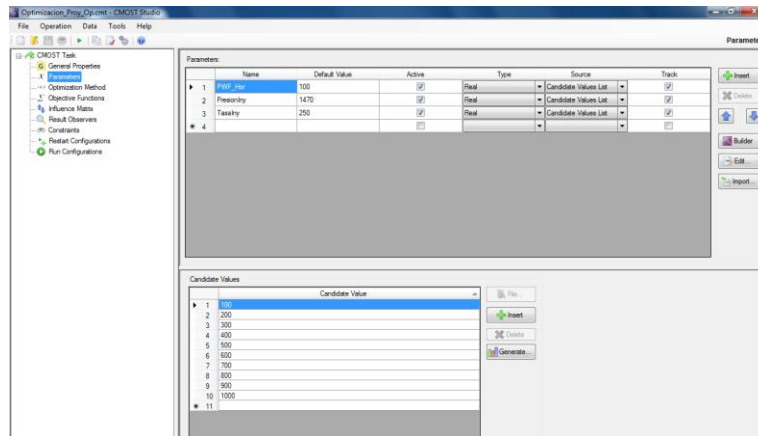 Optimizacion_Proy_Op.cmt - CMOST Studio
File Operation Data Tools Help
Paramete
CMOST Task
General Properties
Parameters
Optimization Method
Objective Functions
Influence Matrix
Result Observers
Constraints
Restart Configurations
Run Configurations
Parameters:
Name Default Value Active Type Source Track
1 PWF_Hor 100 Real Candidate Values List
2 PresionIny 1470 Real Candidate Values List
3 TasaIny 250 Real Candidate Values List
4
Insert
Delete
Builder
Edit...
Import...
Candidate Values
Candidate Value
1 100
2 200
3 300
4 400
5 500
6 600
7 700
8 800
9 900
10 1000
11
File...
Insert
Delete
Generate...